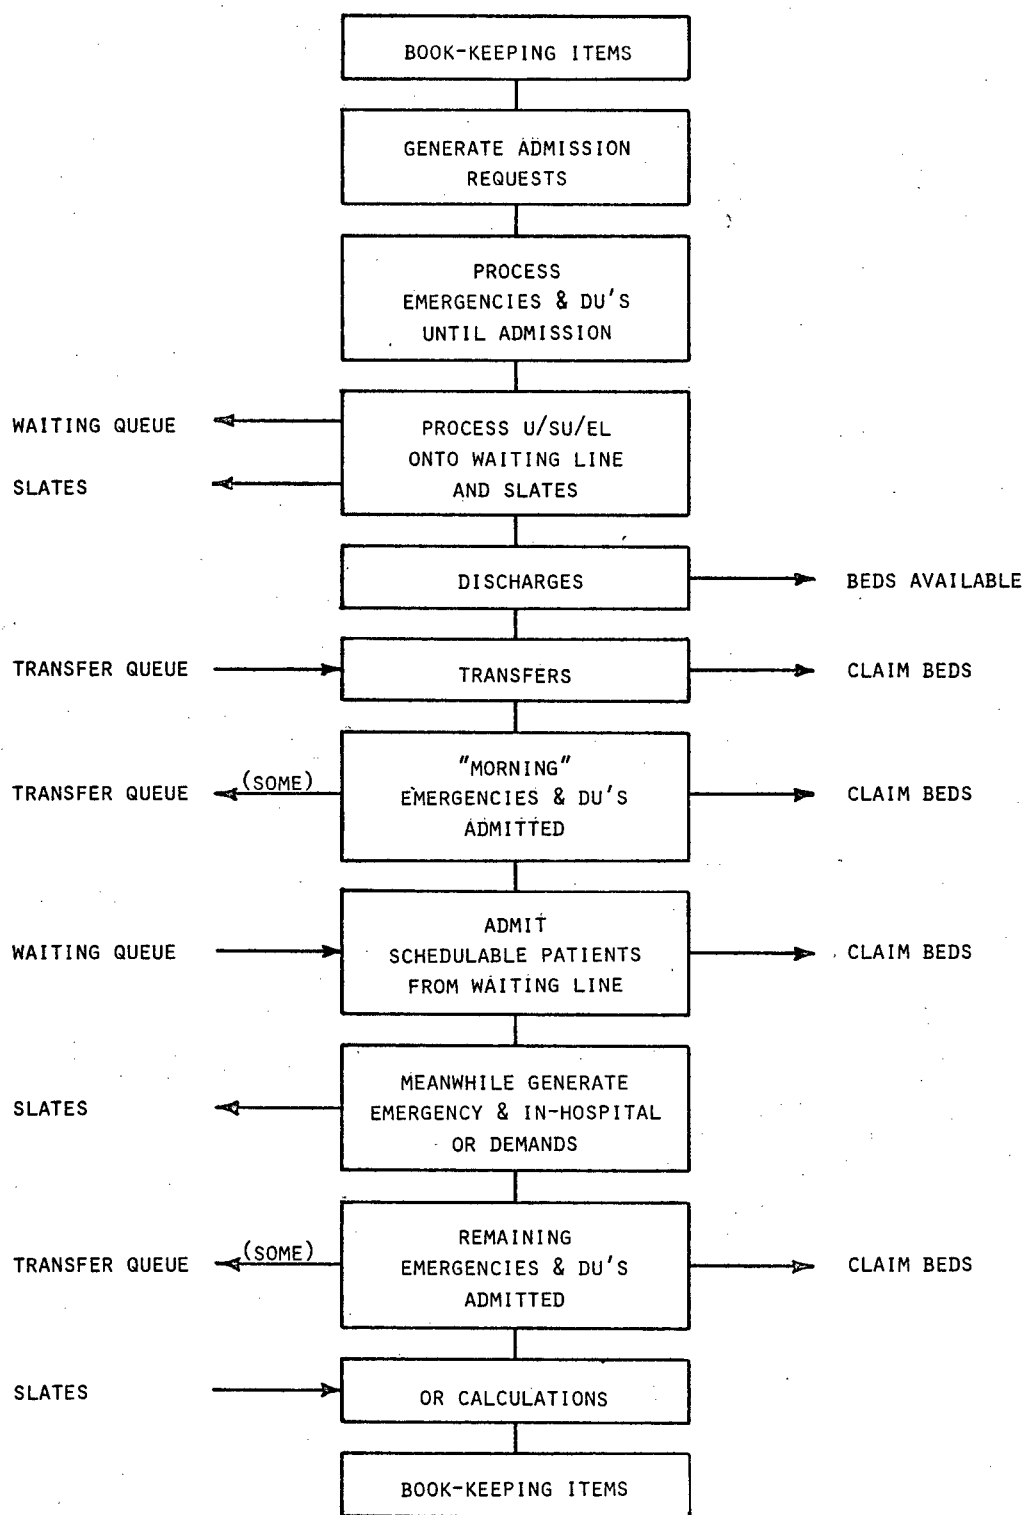 BOOK-KEEPING ITEMS
GENERATE ADMISSION
REQUESTS
PROCESS
EMERGENCIES & DU'S
UNTIL ADMISSION
WAITING QUEUE
SLATES
PROCESS U/SU/EL
ONTO WAITING LINE
AND SLATES
DISCHARGES
BEDS AVAILABLE
TRANSFER QUEUE
TRANSFERS
CLAIM BEDS
TRANSFER QUEUE
(SOME)
"MORNING"
EMERGENCIES & DU'S
ADMITTED
CLAIM BEDS
WAITING QUEUE
ADMIT
SCHEDULABLE PATIENTS
FROM WAITING LINE
CLAIM BEDS
SLATES
MEANWHILE GENERATE
EMERGENCY & IN-HOSPITAL
OR DEMANDS
TRANSFER QUEUE
(SOME)
REMAINING
EMERGENCIES & DU'S
ADMITTED
CLAIM BEDS
SLATES
OR CALCULATIONS
BOOK-KEEPING ITEMS